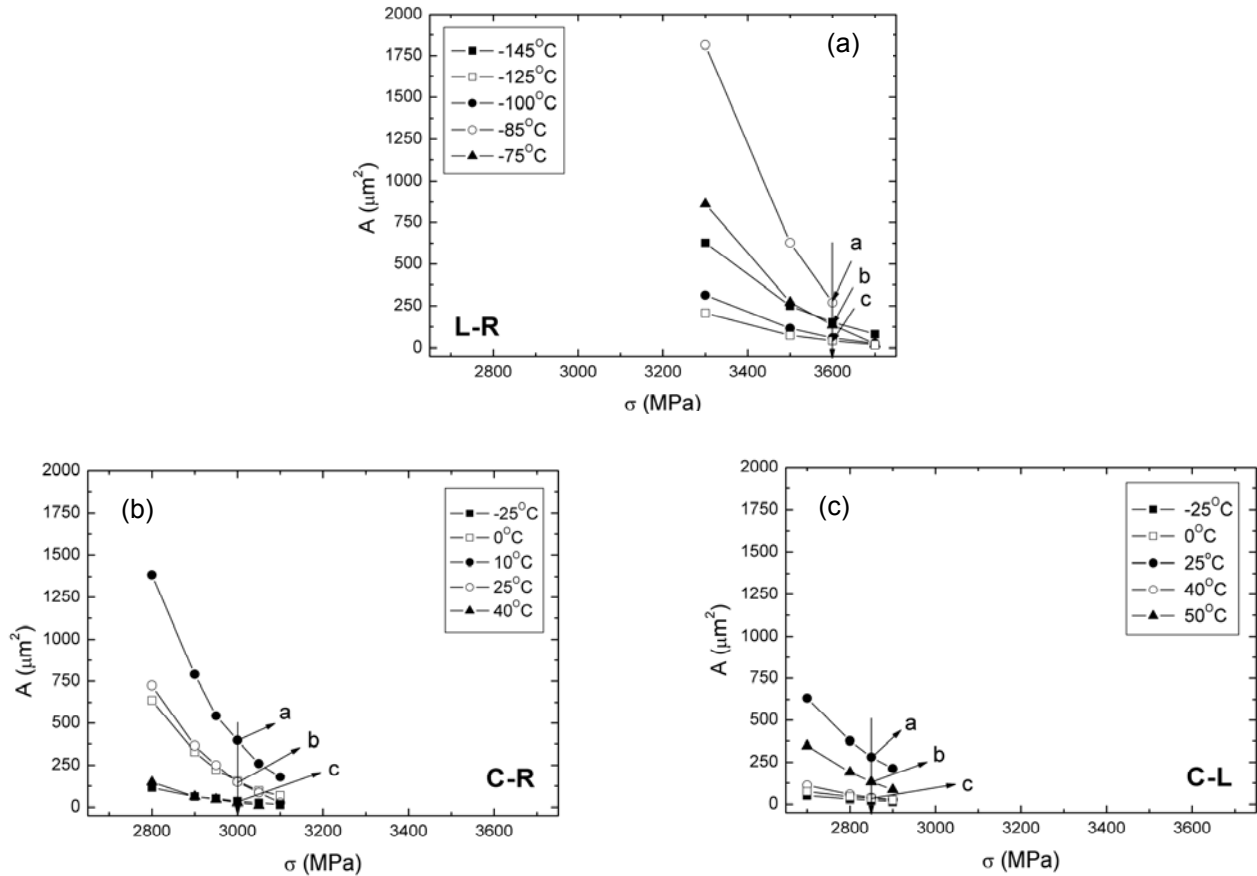 (a)
-145°C
-125°C
-100°C
-85°C
-75°C
2000
1750
1500
1250
1000
750
500
250
0
A (μm²)
a
b
c
L-R
2800 3000 3200 3400 3600
σ (MPa)
(b)
-25°C
0°C
10°C
25°C
40°C
2000
1750
1500
1250
1000
750
500
250
0
A (μm²)
a
b
c
C-R
2800 3000 3200 3400 3600
σ (MPa)
(c)
-25°C
0°C
25°C
40°C
50°C
2000
1750
1500
1250
1000
750
500
250
0
A (μm²)
a
b
c
C-L
2800 3000 3200 3400 3600
σ (MPa)